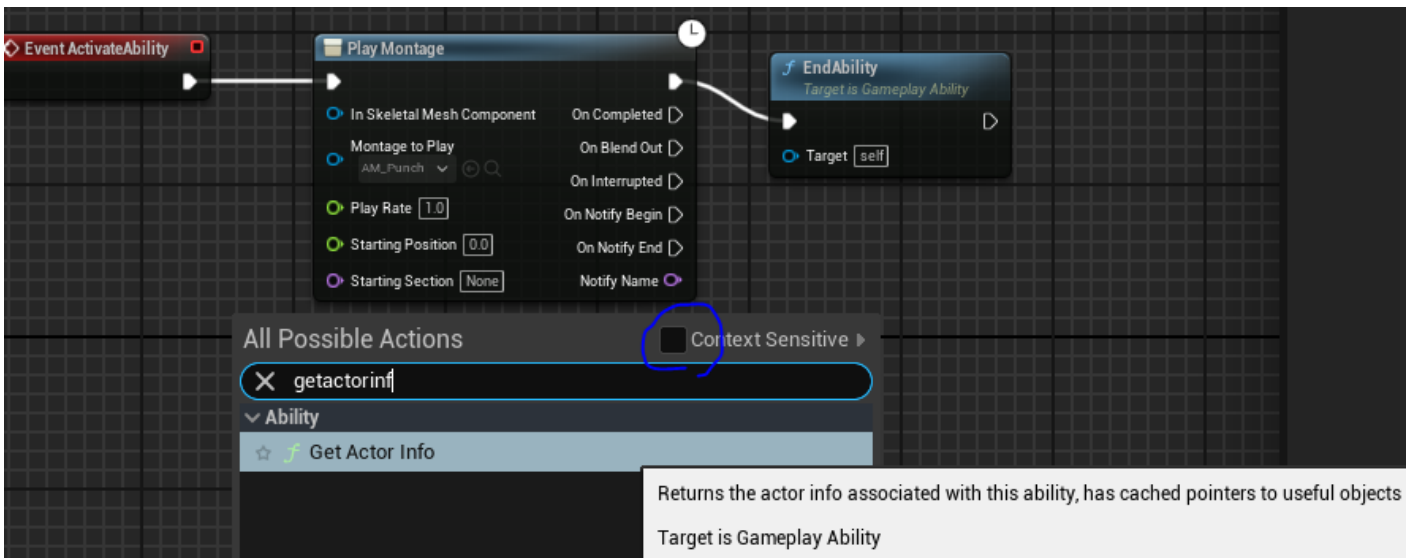 Event ActivateAbility
Play Montage
In Skeletal Mesh Component
On Completed
Montage to Play
AM_Punch
On Blend Out
On Interrupted
Play Rate 1.0
On Notify Begin
Starting Position 0.0
On Notify End
Starting Section None
Notify Name
f EndAbility
Target is Gameplay Ability
Target self
All Possible Actions
Context Sensitive
getactorinf
Ability
f Get Actor Info
Returns the actor info associated with this ability, has cached pointers to useful objects
Target is Gameplay Ability